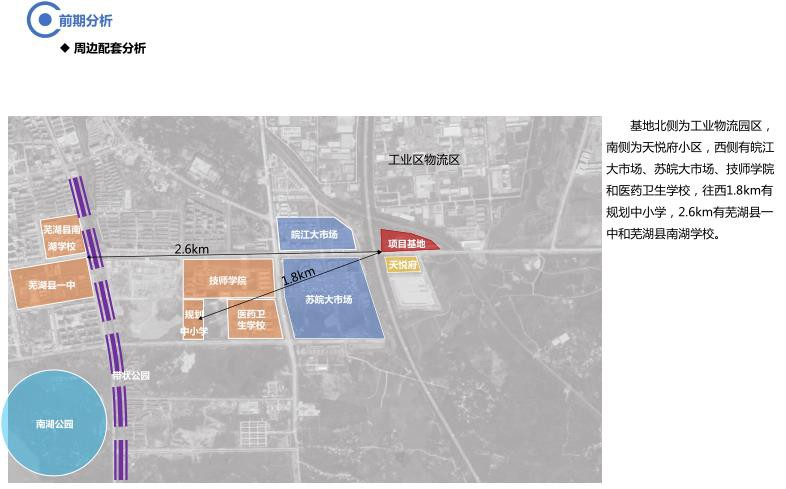 前期分析
◆ 周边配套分析
工业区物流区
芜湖县南
湖学校
皖江大市场
项目基地
2.6km
天悦府
芜湖县一中
技师学院
1.8km
苏皖大市场
规划
中小学
医药卫
生学校
带状公园
南湖公园
基地北侧为工业物流园区，
南侧为天悦府小区，西侧有皖江
大市场、苏皖大市场、技师学院
和医药卫生学校，往西1.8km有
规划中小学，2.6km有芜湖县一
中和芜湖县南湖学校。